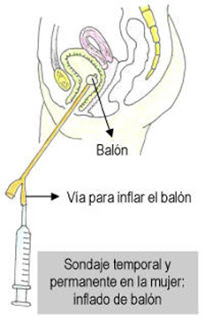 Balón
Vía para inflar el balón
Sondaje temporal y
permanente en la mujer:
inflado de balón